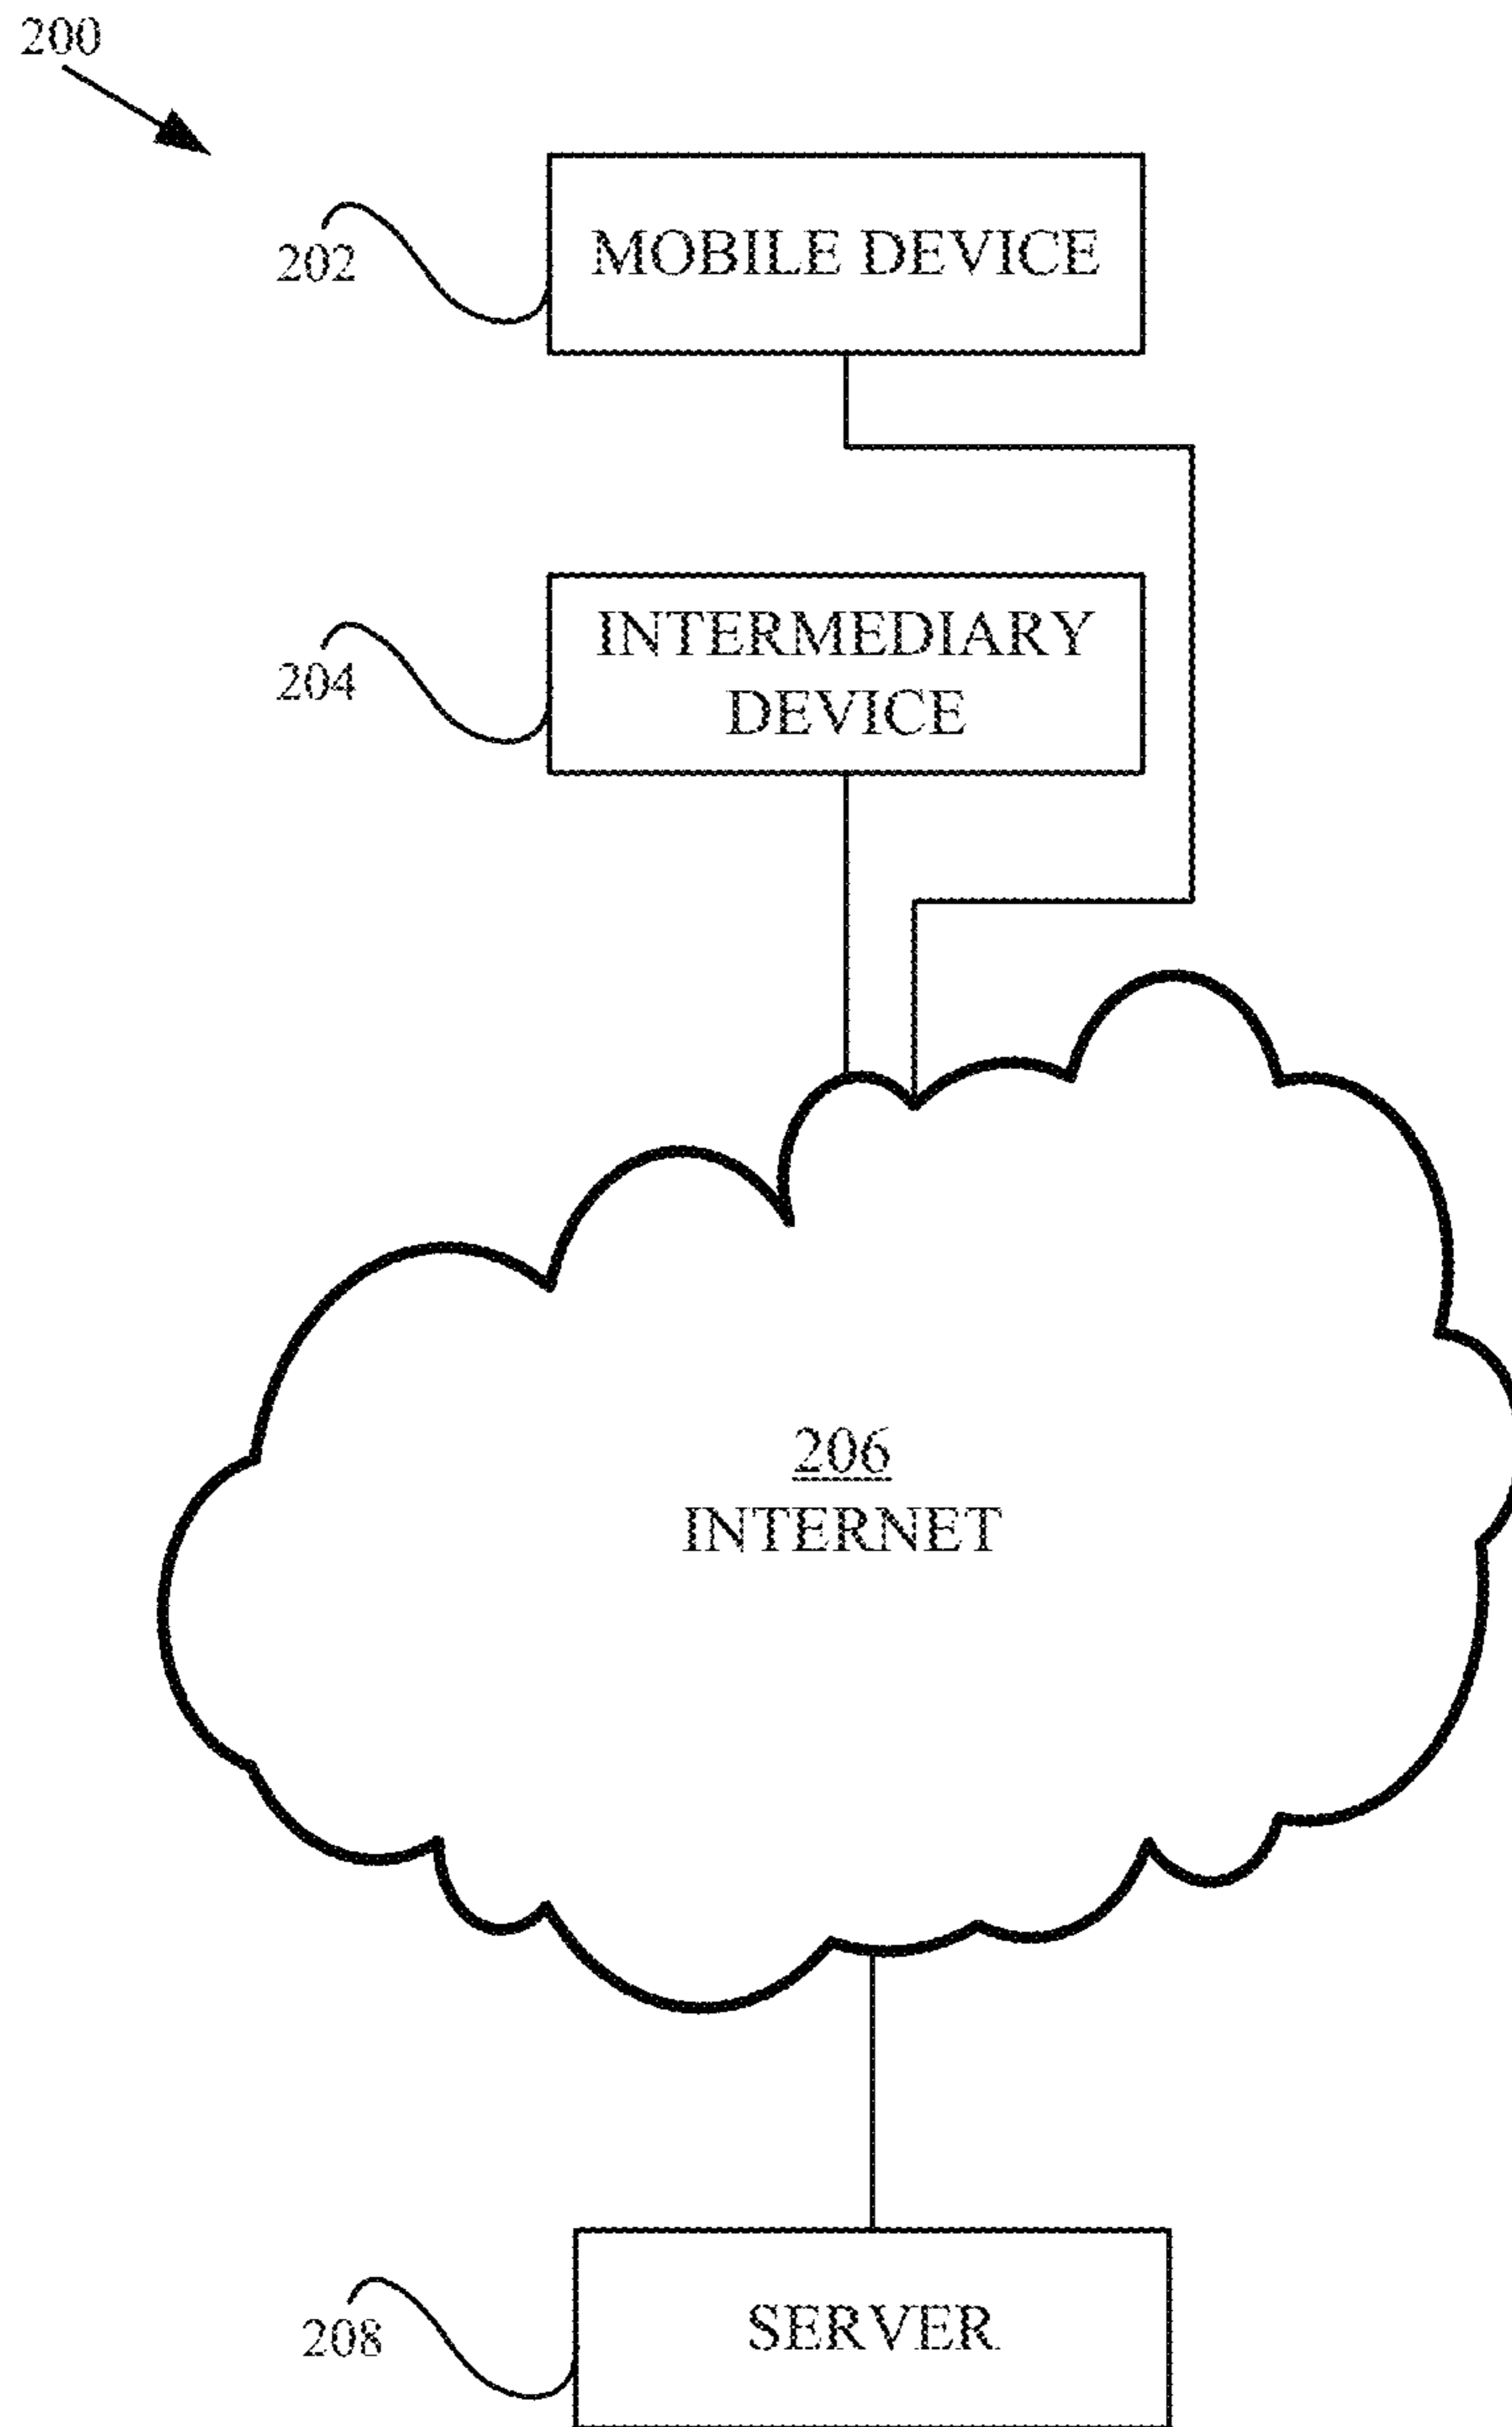 200
202
MOBILE DEVICE
204
INTERMEDIARY
DEVICE
206
INTERNET
208
SERVER